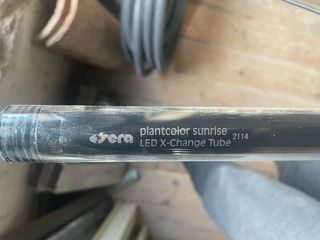 sera
plantcolor sunrise
LED X-Change Tube 2114